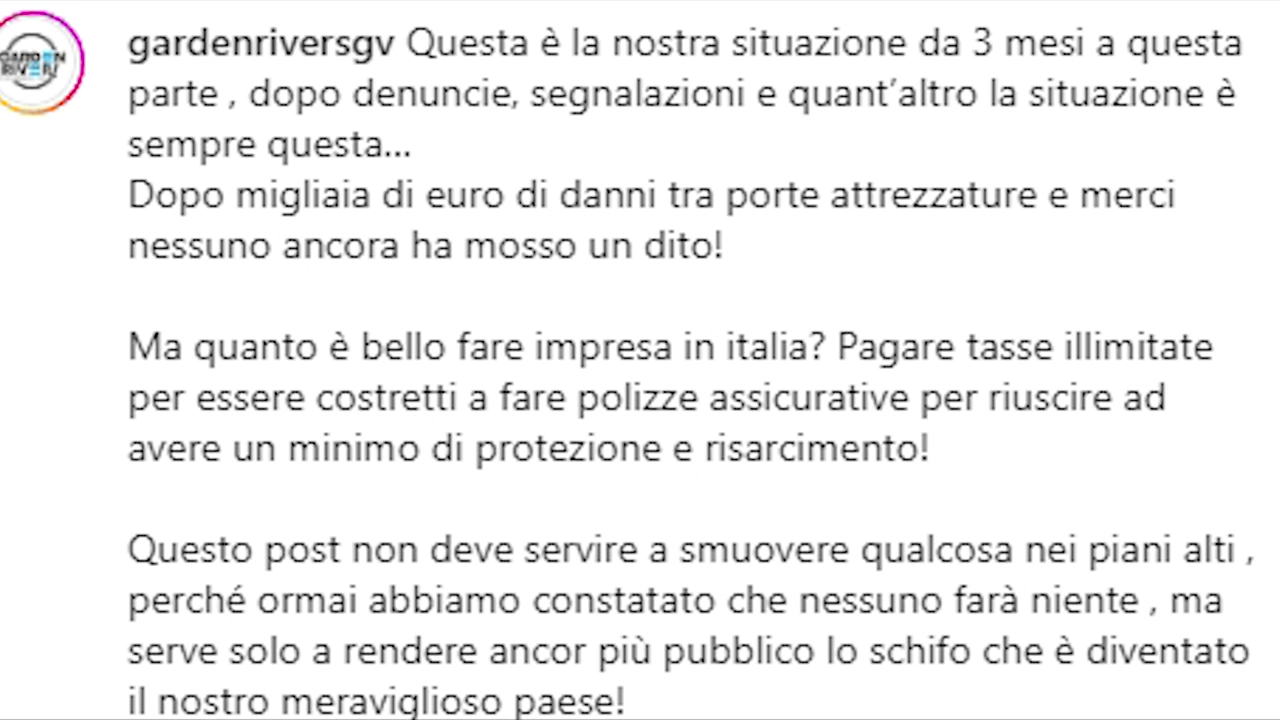 GARDEN
RIVERS
gardenriversgv Questa è la nostra situazione da 3 mesi a questa
parte , dopo denuncie, segnalazioni e quant’altro la situazione è
sempre questa...
Dopo migliaia di euro di danni tra porte attrezzature e merci
nessuno ancora ha mosso un dito!
Ma quanto è bello fare impresa in italia? Pagare tasse illimitate
per essere costretti a fare polizze assicurative per riuscire ad
avere un minimo di protezione e risarcimento!
Questo post non deve servire a smuovere qualcosa nei piani alti ,
perché ormai abbiamo constatato che nessuno farà niente , ma
serve solo a rendere ancor più pubblico lo schifo che è diventato
il nostro meraviglioso paese!